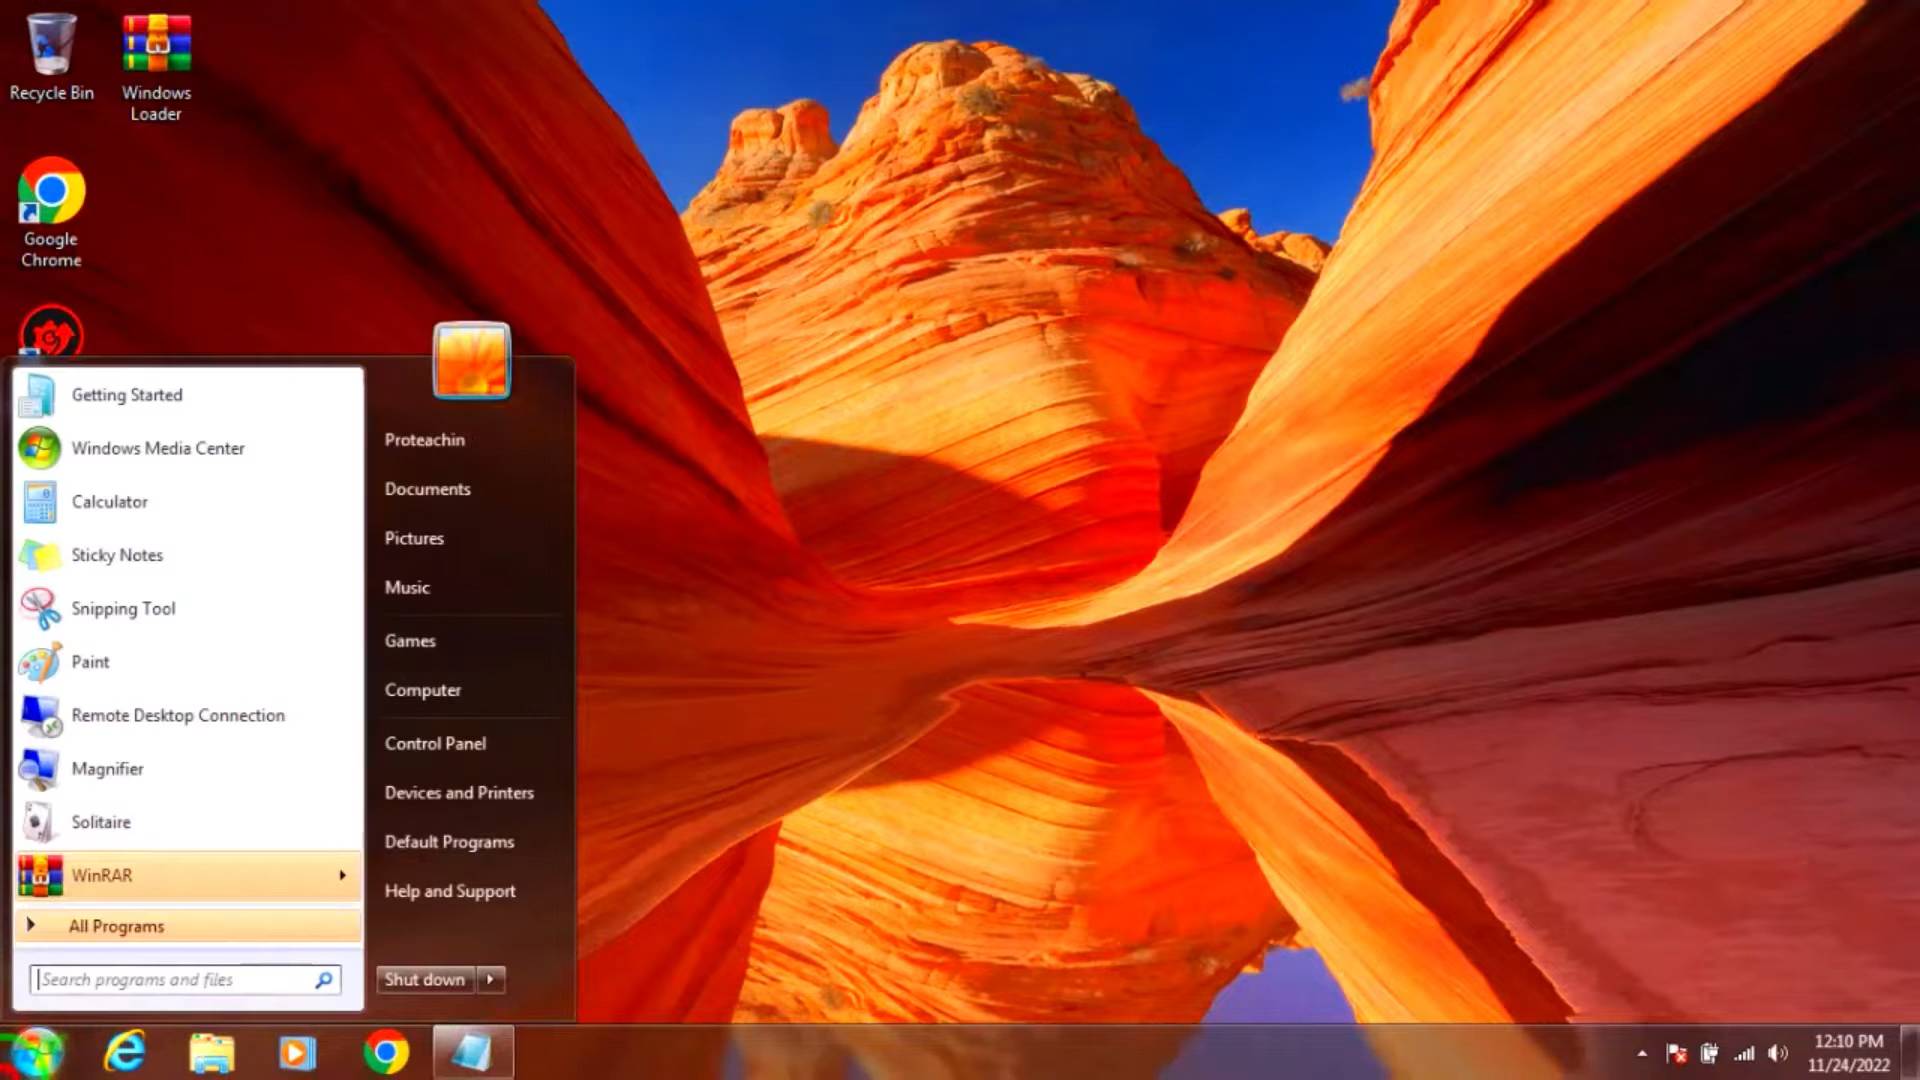 Recycle Bin
Windows
Loader
Google
Chrome
Getting Started
Windows Media Center
Calculator
Sticky Notes
Snipping Tool
Paint
Remote Desktop Connection
Magnifier
Solitaire
WinRAR
All Programs
Search programs and files
Proteachin
Documents
Pictures
Music
Games
Computer
Control Panel
Devices and Printers
Default Programs
Help and Support
Shut down
12:10 PM
11/24/2022